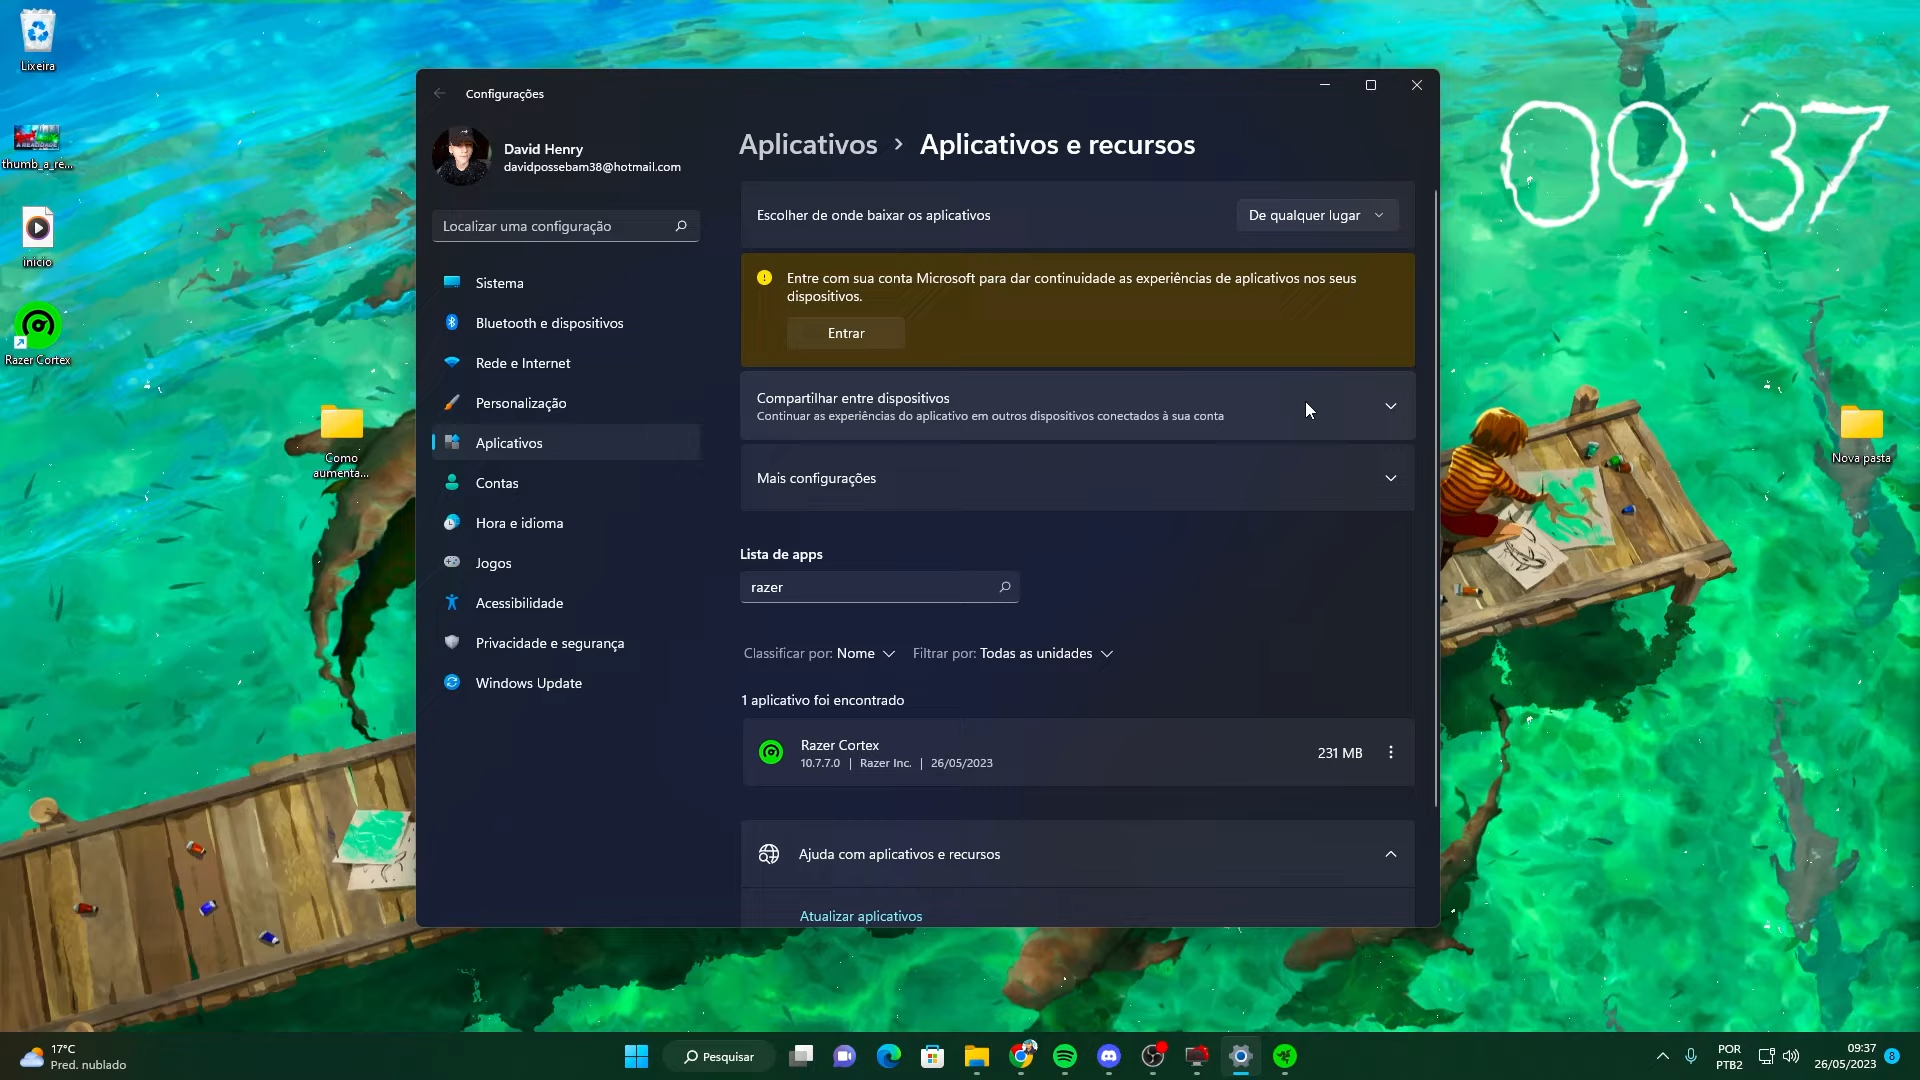 Lixeira
thumb_a_re...
início
Razer Cortex
Como
aumenta...
Configurações
David Henry
davidpossebam38@hotmail.com
Localizar uma configuração
Sistema
Bluetooth e dispositivos
Rede e Internet
Personalização
Aplicativos
Contas
Hora e idioma
Jogos
Acessibilidade
Privacidade e segurança
Windows Update
Aplicativos > Aplicativos e recursos
Escolher de onde baixar os aplicativos
De qualquer lugar
Entre com sua conta Microsoft para dar continuidade as experiências de aplicativos nos seus
dispositivos.
Entrar
Compartilhar entre dispositivos
Continuar as experiências do aplicativo em outros dispositivos conectados à sua conta
Mais configurações
Lista de apps
razer
Classificar por: Nome Filtrar por: Todas as unidades
1 aplicativo foi encontrado
Razer Cortex
10.7.7.0 | Razer Inc. | 26/05/2023
231 MB
Ajuda com aplicativos e recursos
Atualizar aplicativos
09:37
Nova pasta
17°C
Pred. nublado
Pesquisar
POR
PTB2
09:37
26/05/2023
8